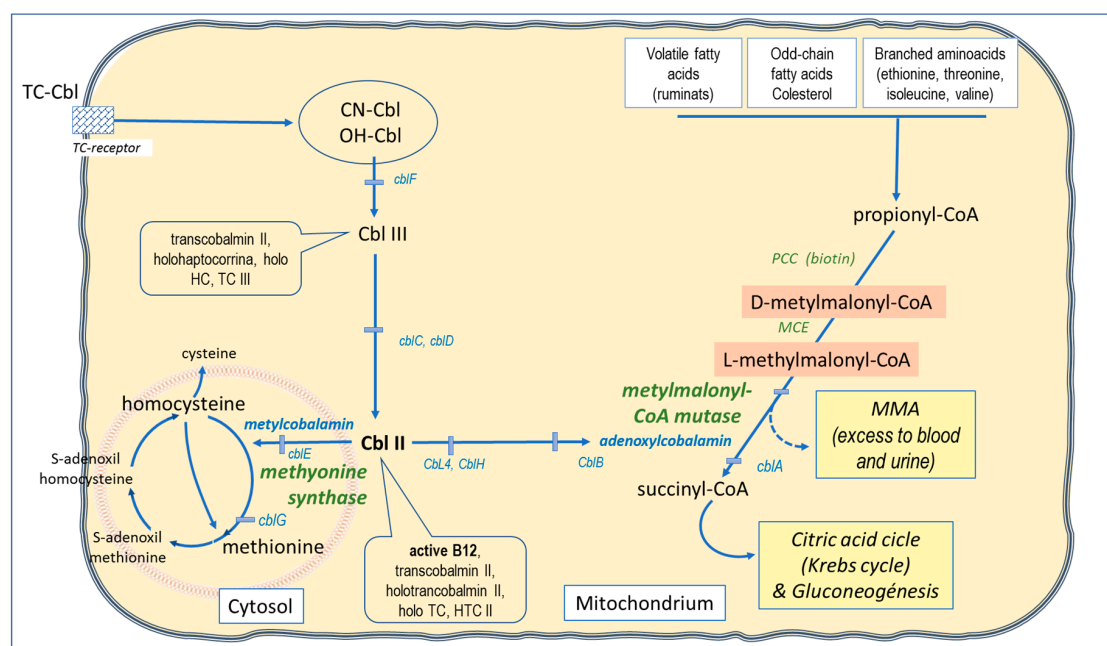 TC-Cbl
TC-receptor
CN-Cbl
OH-Cbl
cblF
Cbl III
transcobalmin II,
holohaptocorrina, holo
HC, TC III
cblC, cblD
Volatile fatty
acids
(ruminats)
Odd-chain
fatty acids
Colesterol
Branched aminoacids
(ethionine, threonine,
isoleucine, valine)
propionyl-CoA
PCC (biotin)
D-metylmalonyl-CoA
MCE
L-methylmalonyl-CoA
metylmalonyl-
CoA mutase
adenoxylcobalamin
MMA
(excess to blood
and urine)
cblA
succinyl-CoA
Citric acid cicle
(Krebs cycle)
& Gluconeogénesis
cysteine
homocysteine
metylcobalamin
cblE
Cbl II
CbL4, CblH
CblB
methyonine
synthase
S-adenoxil
homocysteine
cblG
S-adenoxil
methionine
methionine
active B12,
transcobalmin II,
holotrancobalmin II,
holo TC, HTC II
Cytosol
Mitochondrium